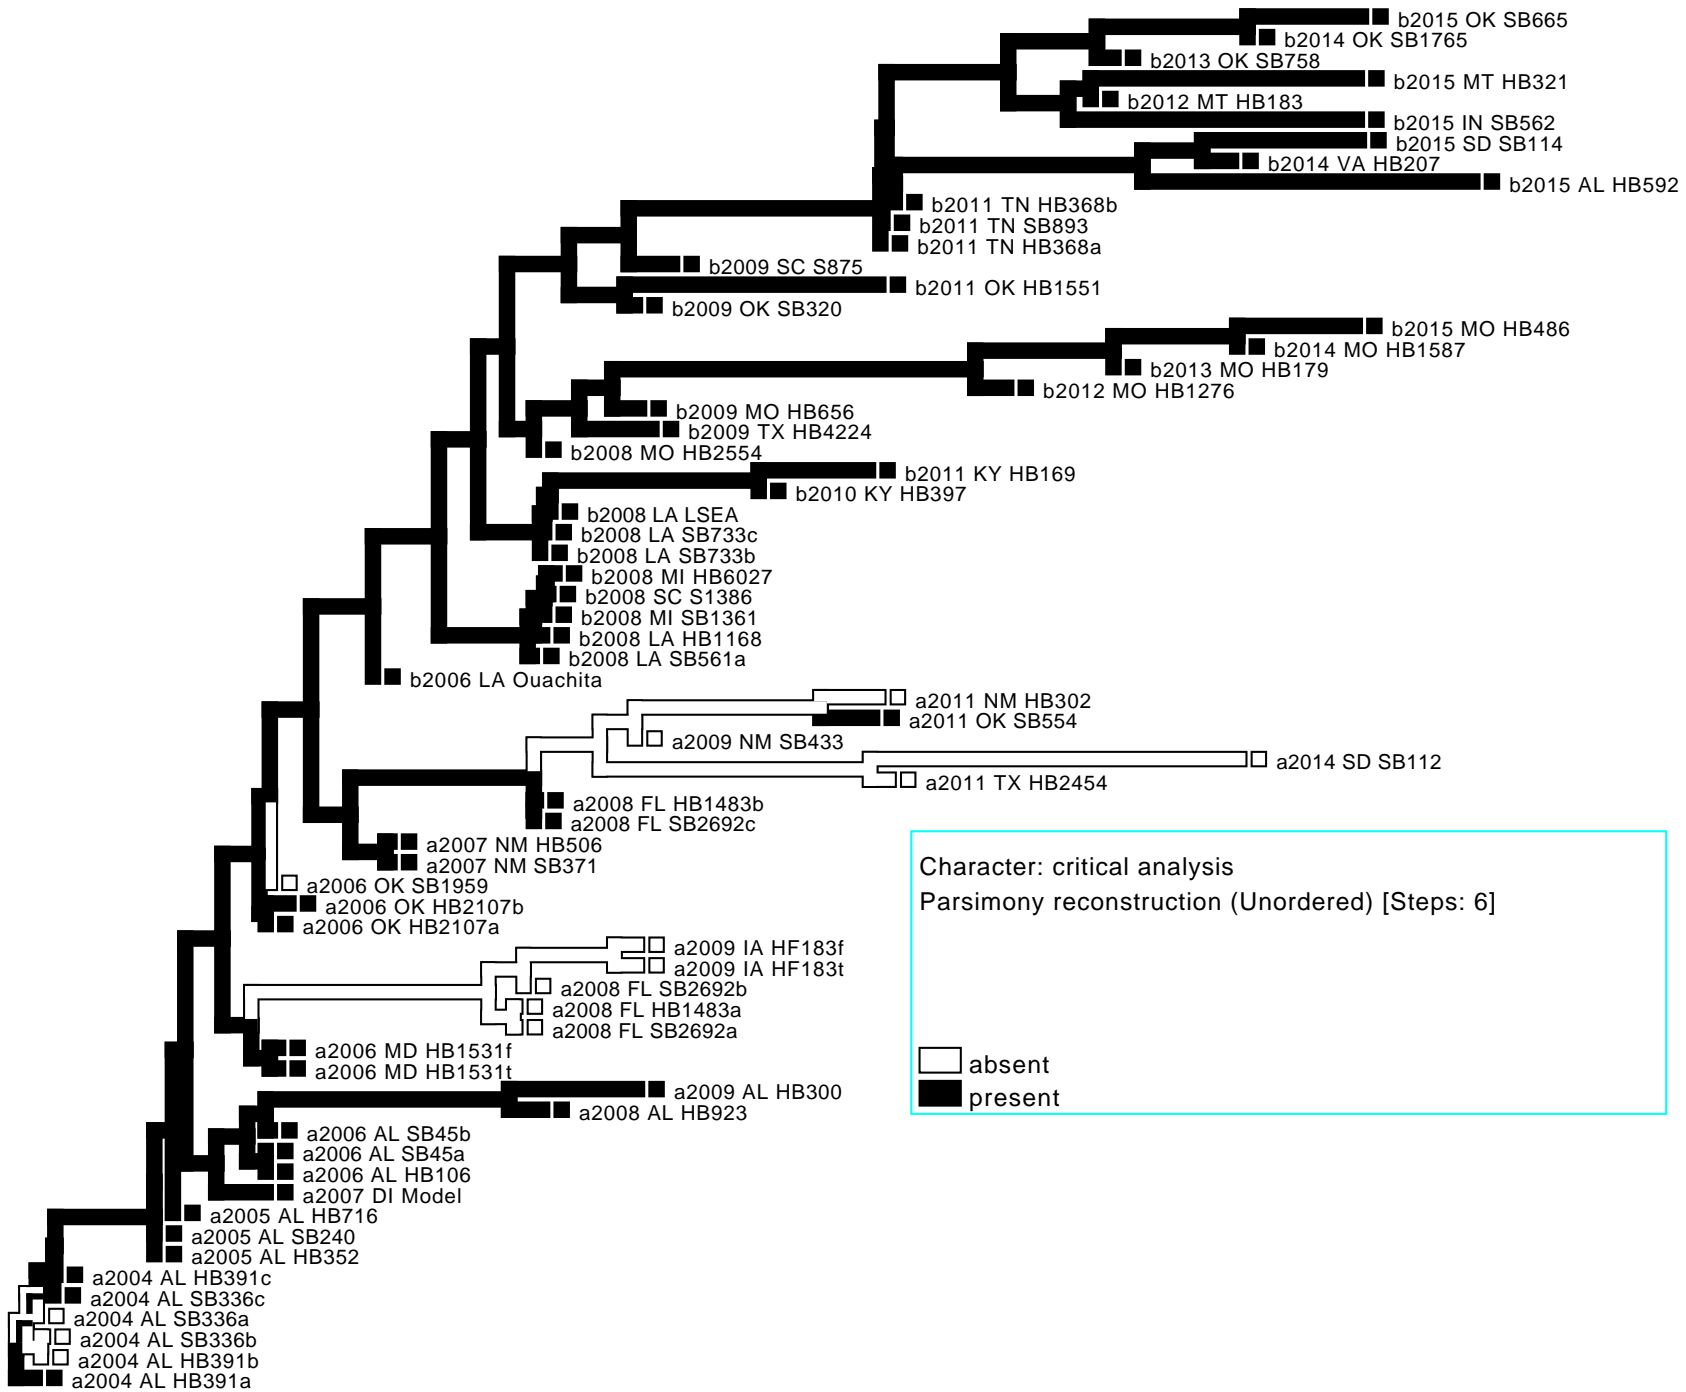 b2015 OK SB665
b2014 OK SB1765
b2013 OK SB758
b2015 MT HB321
b2012 MT HB183
b2015 IN SB562
b2015 SD SB114
b2014 VA HB207
b2015 AL HB592
b2011 TN HB368b
b2011 TN SB893
b2011 TN HB368a
b2009 SC S875
b2011 OK HB1551
b2009 OK SB320
b2015 MO HB486
b2014 MO HB1587
b2013 MO HB179
b2012 MO HB1276
b2009 MO HB656
b2009 TX HB4224
b2008 MO HB2554
b2011 KY HB169
b2010 KY HB397
b2008 LA LSEA
b2008 LA SB733c
b2008 LA SB733b
b2008 MI HB6027
b2008 SC S1386
b2008 MI SB1361
b2008 LA HB1168
b2008 LA SB561a
b2006 LA Ouachita
a2011 NM HB302
a2011 OK SB554
a2009 NM SB433
a2014 SD SB112
a2011 TX HB2454
a2008 FL HB1483b
a2008 FL SB2692c
a2007 NM HB506
a2007 NM SB371
a2006 OK SB1959
a2006 OK HB2107b
a2006 OK HB2107a
a2009 IA HF183f
a2009 IA HF183t
a2008 FL SB2692b
a2008 FL HB1483a
a2008 FL SB2692a
a2006 MD HB1531f
a2006 MD HB1531t
a2009 AL HB300
a2008 AL HB923
a2006 AL SB45b
a2006 AL SB45a
a2006 AL HB106
a2007 DI Model
a2005 AL HB716
a2005 AL SB240
a2005 AL HB352
a2004 AL HB391c
a2004 AL SB336c
a2004 AL SB336a
a2004 AL SB336b
a2004 AL HB391b
a2004 AL HB391a
Character: critical analysis
Parsimony reconstruction (Unordered) [Steps: 6]
absent
present